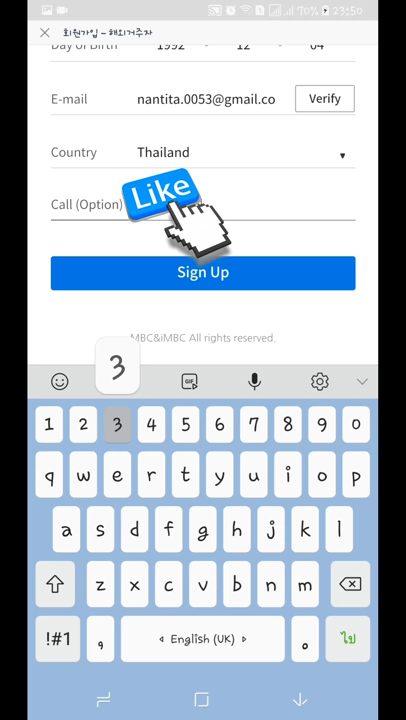 70% 23:50
회원가입 - 해외거주자
Day of Birth 1992 - 12 - 04
E-mail nantita.0053@gmail.co Verify
Country Thailand
Call (Option)
Like
Sign Up
MBC&iMBC All rights reserved.
3
GIF
1 2 3 4 5 6 7 8 9 0
q w e r t y u i o p
a s d f g h j k l
z x c v b n m
!#1 , English (UK) . ไป